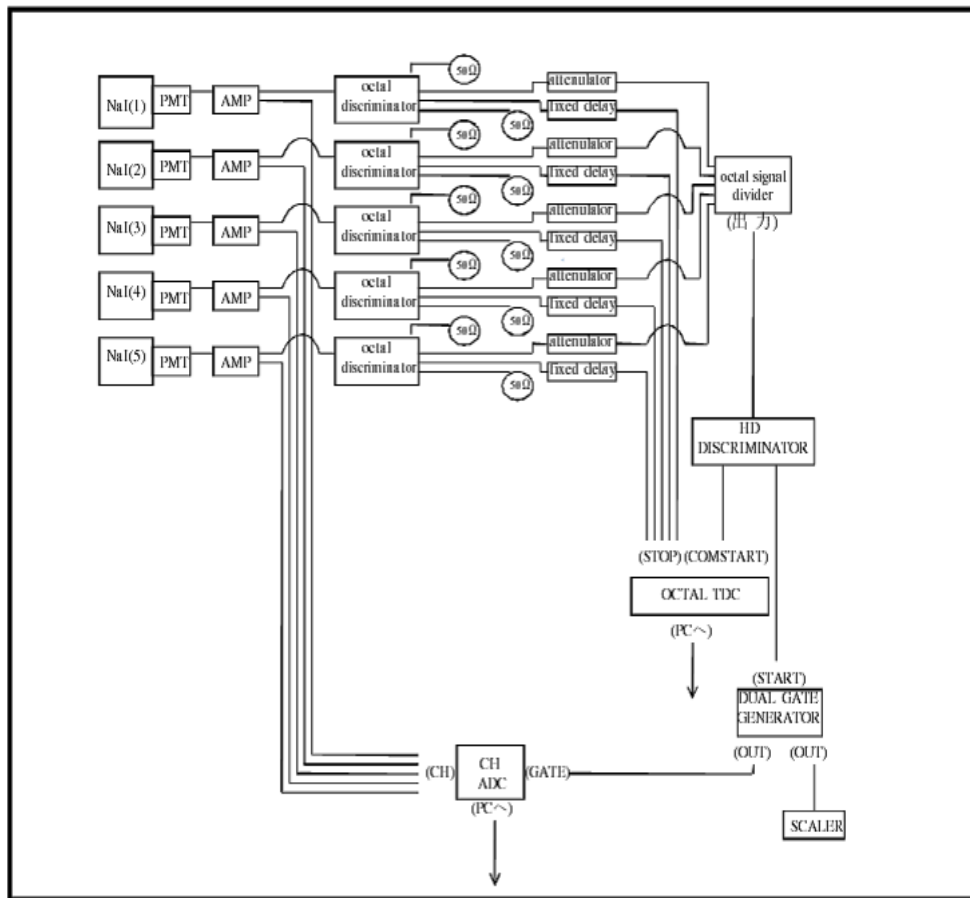 50Ω
NaI(1)
PMT
AMP
octal
discriminator
attenulator
fixed delay
50Ω
50Ω
NaI(2)
PMT
AMP
octal
discriminator
attenulator
fixed delay
50Ω
octal signal
divider
(出 力)
50Ω
NaI(3)
PMT
AMP
octal
discriminator
attenulator
fixed delay
50Ω
50Ω
NaI(4)
PMT
AMP
octal
discriminator
attenulator
fixed delay
50Ω
50Ω
NaI(5)
PMT
AMP
octal
discriminator
attenulator
fixed delay
50Ω
HD
DISCRIMINATOR
(STOP)
(COMSTART)
OCTAL TDC
(PCへ)
(START)
DUAL GATE
GENERATOR
(OUT)
(OUT)
(CH)
CH
ADC
(GATE)
(PCへ)
SCALER